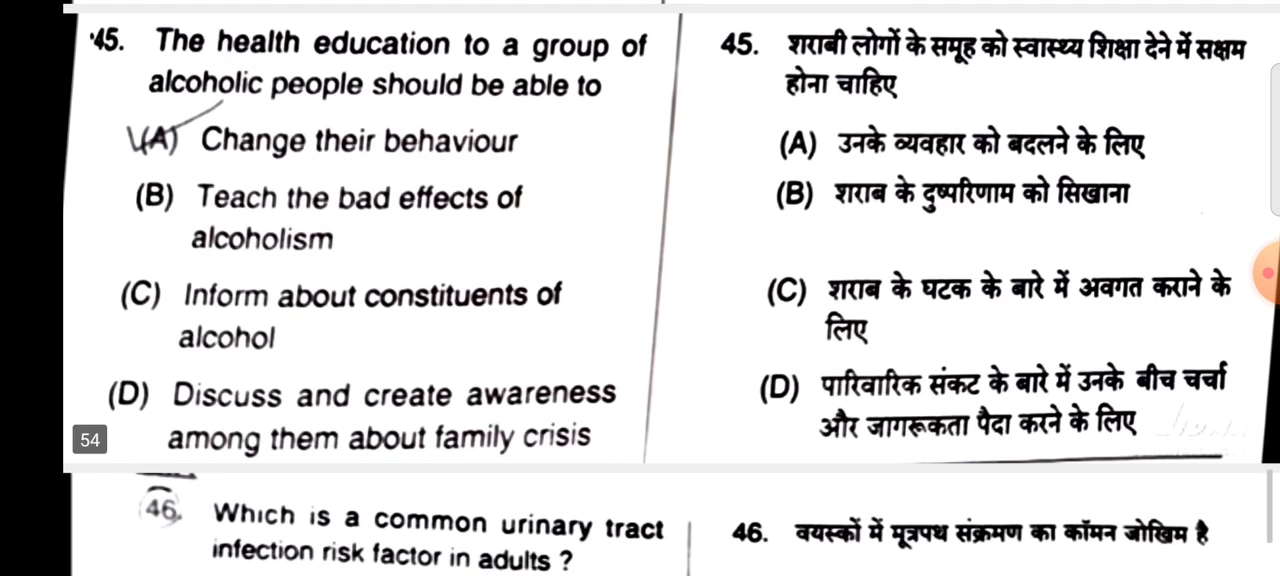 45. The health education to a group of
alcoholic people should be able to
(A) Change their behaviour
(B) Teach the bad effects of
alcoholism
(C) Inform about constituents of
alcohol
(D) Discuss and create awareness
among them about family crisis
54
45. शराबी लोगों के समूह को स्वास्थ्य शिक्षा देने में सक्षम
होना चाहिए
(A) उनके व्यवहार को बदलने के लिए
(B) शराब के दुष्परिणाम को सिखाना
(C) शराब के घटक के बारे में अवगत कराने के
लिए
(D) पारिवारिक संकट के बारे में उनके बीच चर्चा
और जागरूकता पैदा करने के लिए
46. Which is a common urinary tract
infection risk factor in adults ?
46. वयस्कों में मूत्रपथ संक्रमण का कॉमन जोखिम है